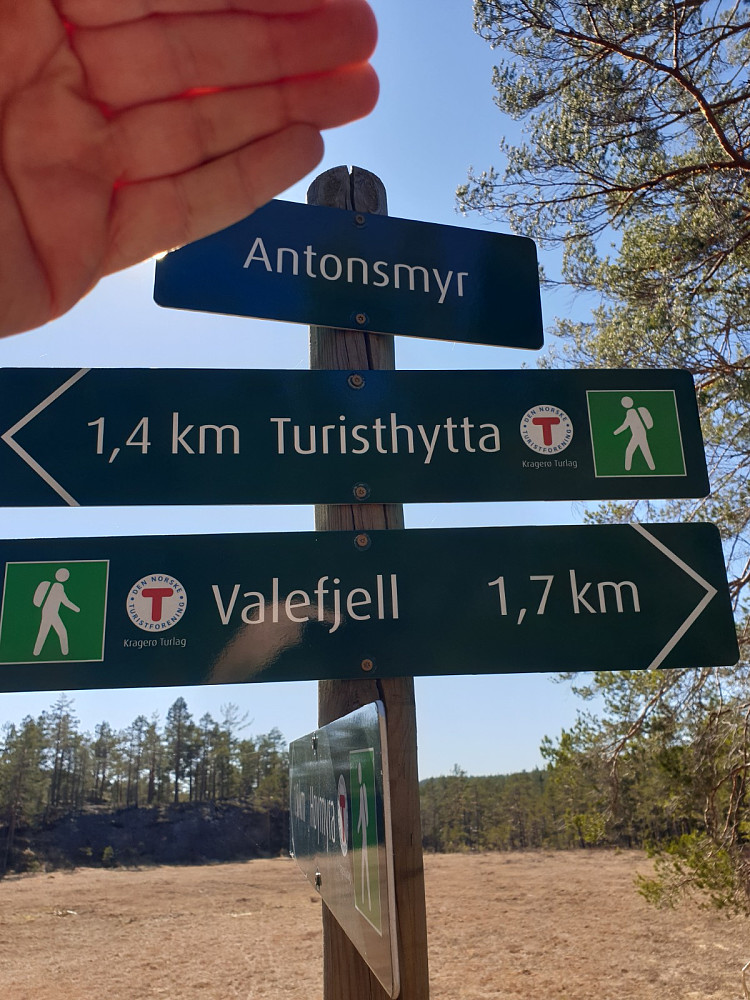 Antonsmyr
1,4 km Turisthytta
DEN NORSKE TURISTFORENING
Kragerø Turlag
DEN NORSKE TURISTFORENING
Kragerø Turlag
Valefjell 1,7 km